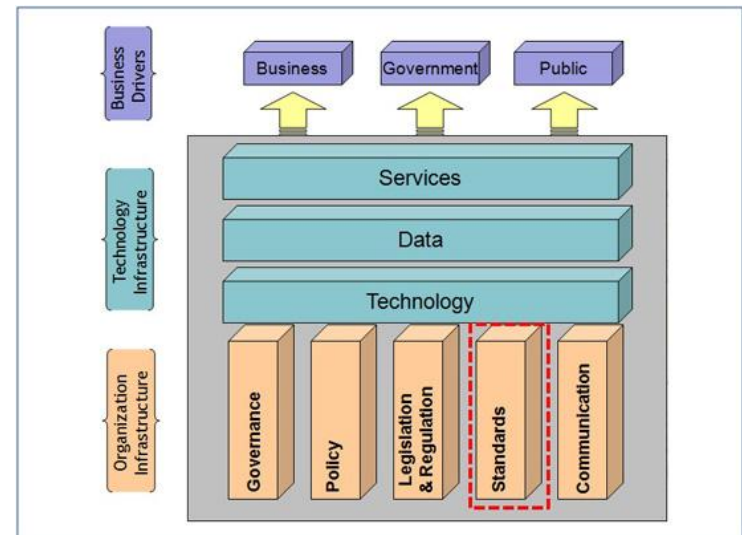 Business
Drivers
Business
Government
Public
Technology
Infrastructure
Services
Data
Technology
Organization
Infrastructure
Governance
Policy
Legislation
& Regulation
Standards
Communication